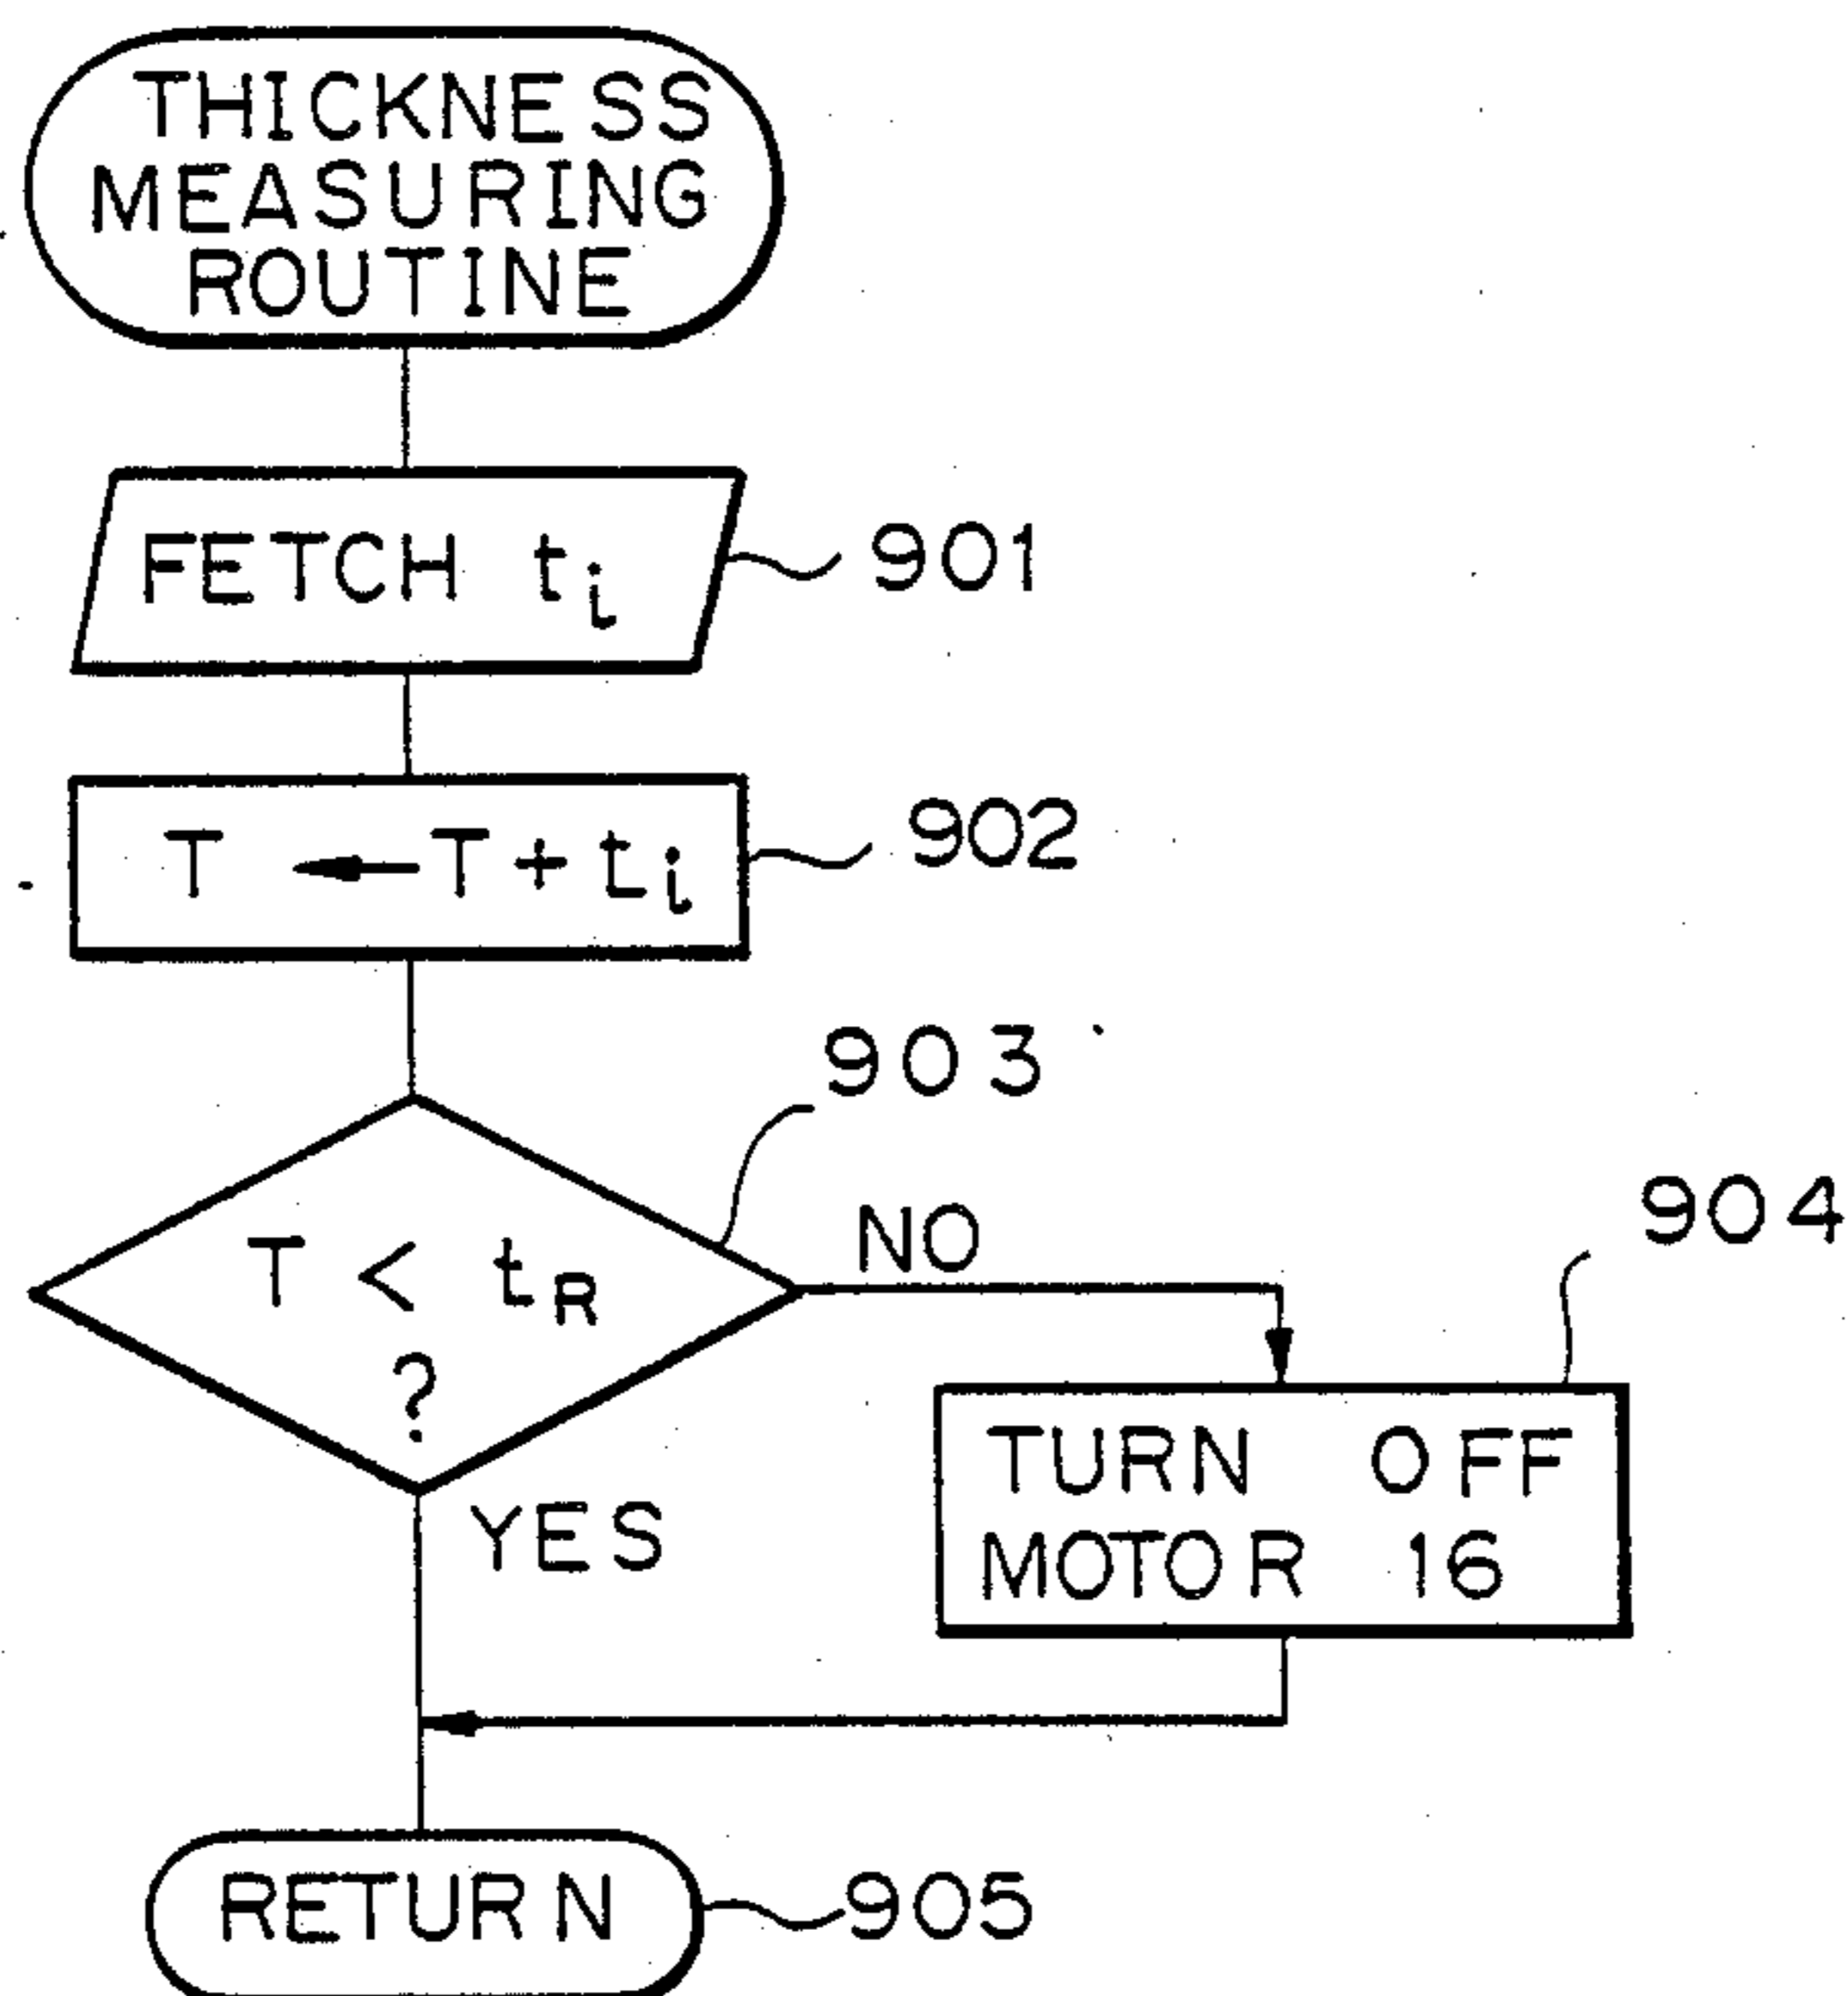 THICKNESS
MEASURING
ROUTINE
FETCH ti
901
T ← T + ti
902
903
T < tR
?
NO
904
YES
TURN OFF
MOTOR 16
RETURN
905